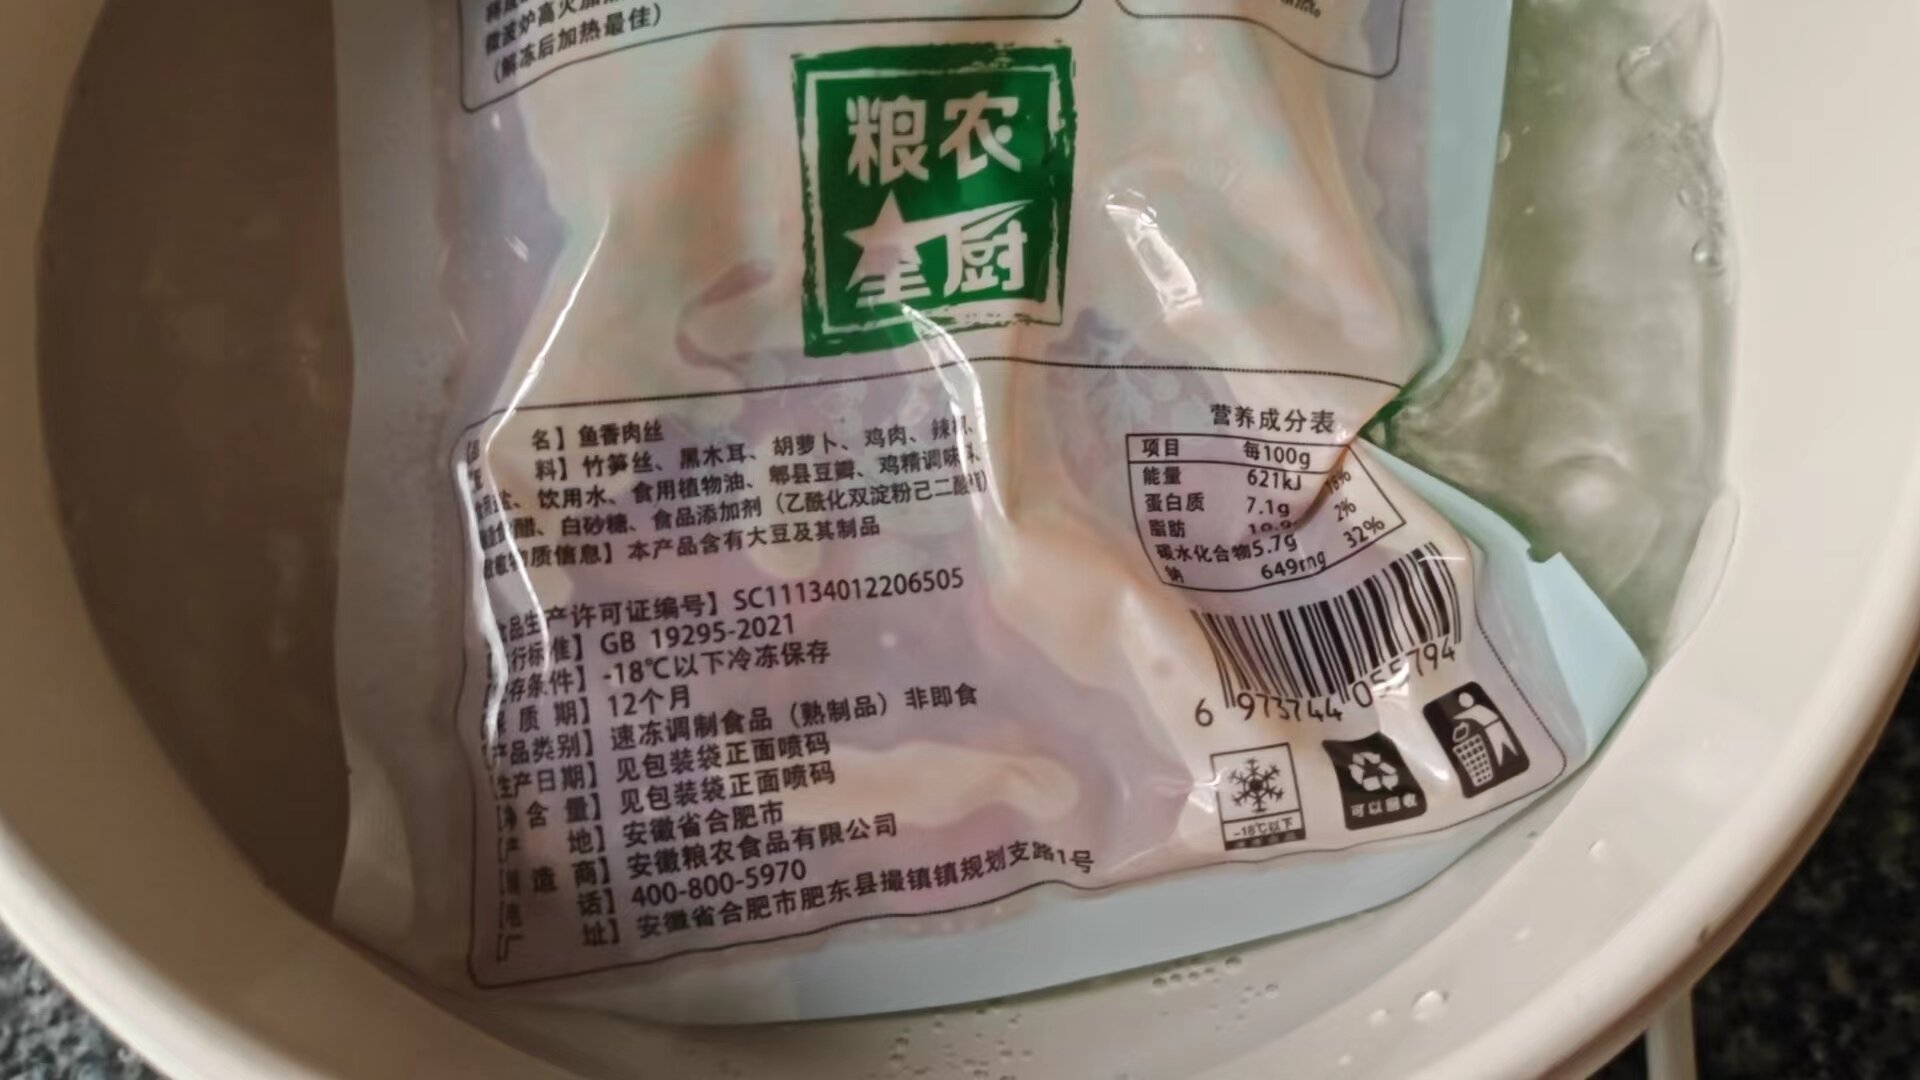 微波炉高火加热
（解冻后加热最佳）
粮农
星厨
名】鱼香肉丝
料】竹笋丝、黑木耳、胡萝卜、鸡肉、辣椒、
盐、饮用水、食用植物油、郫县豆瓣、鸡精调味料、
醋、白砂糖、食品添加剂（乙酰化双淀粉己二酸酯）
物质信息】本产品含有大豆及其制品
食品生产许可证编号】SC11134012206505
行标准】GB 19295-2021
存条件】-18℃以下冷冻保存
质 期】12个月
产品类别】速冻调制食品（熟制品）非即食
生产日期】见包装袋正面喷码
净 含 量】见包装袋正面喷码
产 地】安徽省合肥市
造 商】安徽粮农食品有限公司
电 话】400-800-5970
厂 址】安徽省合肥市肥东县撮镇镇规划支路1号
营养成分表
项目 每100g
能量 621kJ
蛋白质 7.1g 18%
脂肪 2%
碳水化合物5.7g 32%
钠 649mg
6 973744 055794
-18℃以下
可以回收